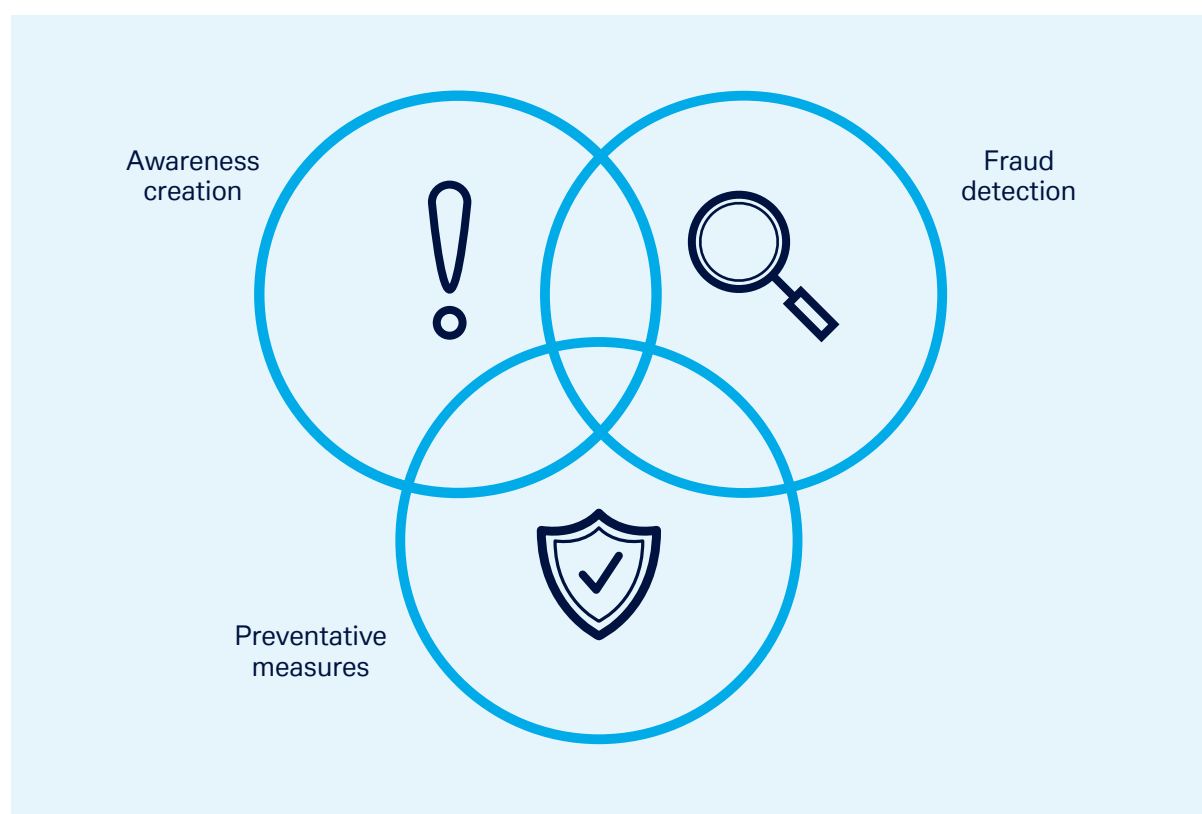 Awareness
creation
Fraud
detection
Preventative
measures